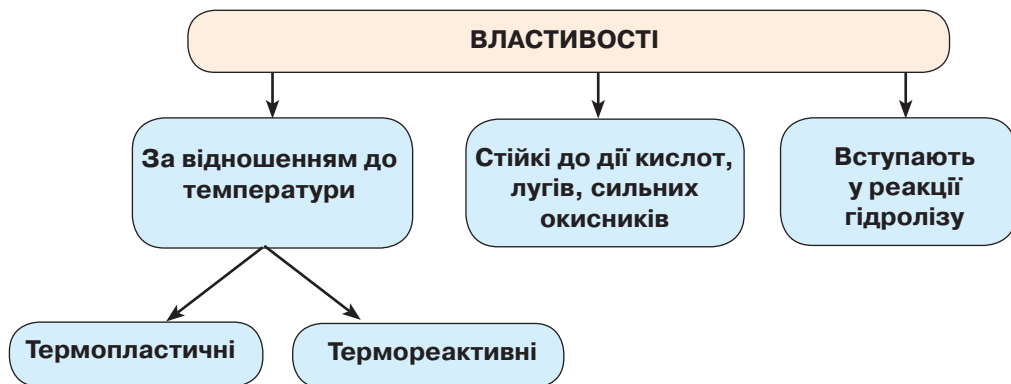 ВЛАСТИВОСТІ
За відношенням до
температури
Стійкі до дії кислот,
лугів, сильних
окисників
Вступають
у реакції
гідролізу
Термопластичні
Термореактивні